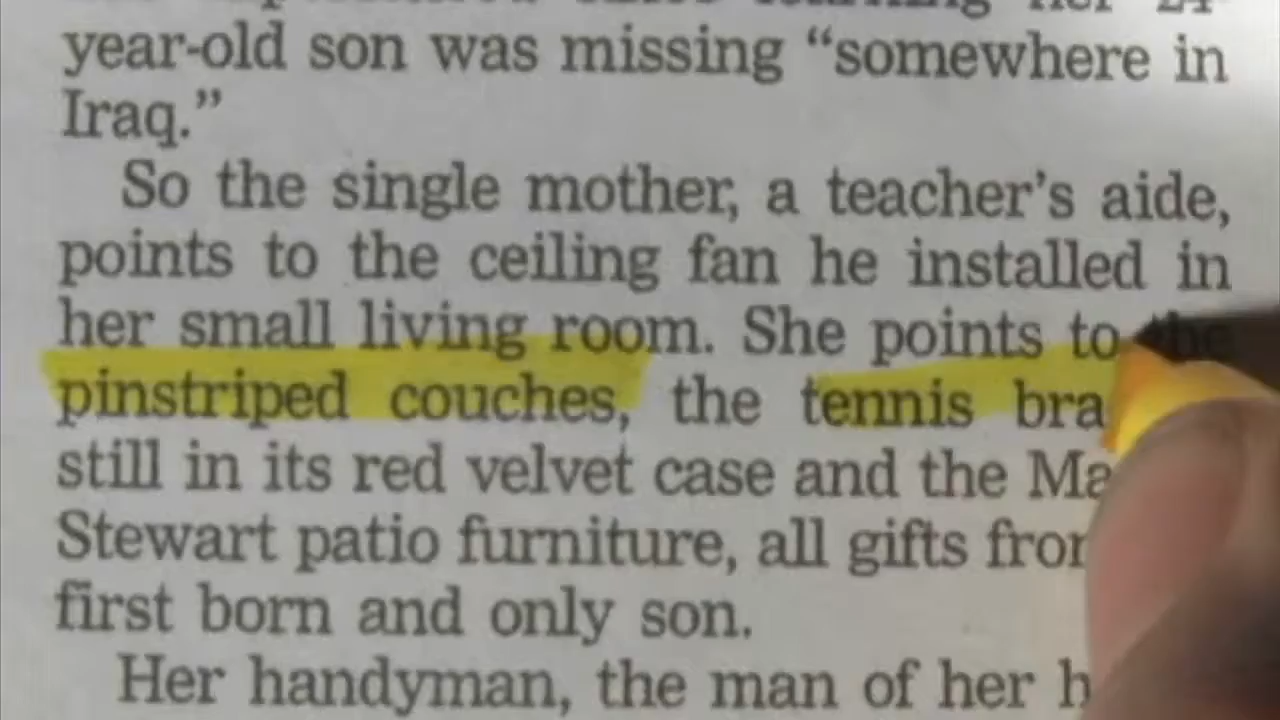 year-old son was missing “somewhere in
Iraq.”
So the single mother, a teacher’s aide,
points to the ceiling fan he installed in
her small living room. She points to the
pinstriped couches, the tennis bra
still in its red velvet case and the Ma
Stewart patio furniture, all gifts from
first born and only son.
Her handyman, the man of her h